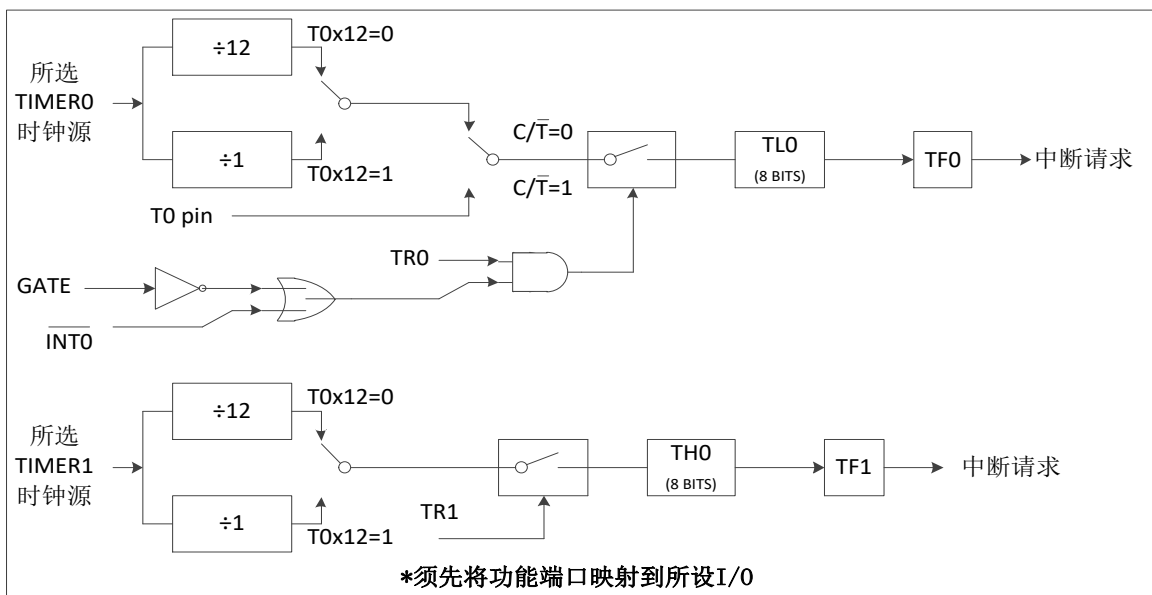 ÷12
T0x12=0
所选
TIMER0
时钟源
÷1
T0x12=1
C/T̅=0
C/T̅=1
T0 pin
TL0
(8 BITS)
TF0
中断请求
TR0
GATE
I̅N̅T̅0̅
÷12
T0x12=0
所选
TIMER1
时钟源
÷1
T0x12=1
TR1
TH0
(8 BITS)
TF1
中断请求
*须先将功能端口映射到所设I/O